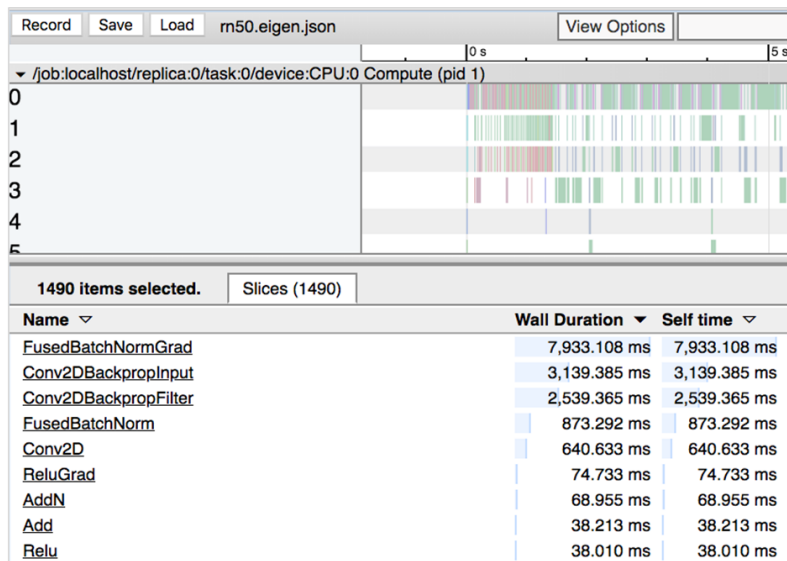 Record Save Load rn50.eigen.json View Options
0 s 5 s
/job:localhost/replica:0/task:0/device:CPU:0 Compute (pid 1)
0
1
2
3
4
5
1490 items selected. Slices (1490)
Name Wall Duration Self time
FusedBatchNormGrad 7,933.108 ms 7,933.108 ms
Conv2DBackpropInput 3,139.385 ms 3,139.385 ms
Conv2DBackpropFilter 2,539.365 ms 2,539.365 ms
FusedBatchNorm 873.292 ms 873.292 ms
Conv2D 640.633 ms 640.633 ms
ReluGrad 74.733 ms 74.733 ms
AddN 68.955 ms 68.955 ms
Add 38.213 ms 38.213 ms
Relu 38.010 ms 38.010 ms